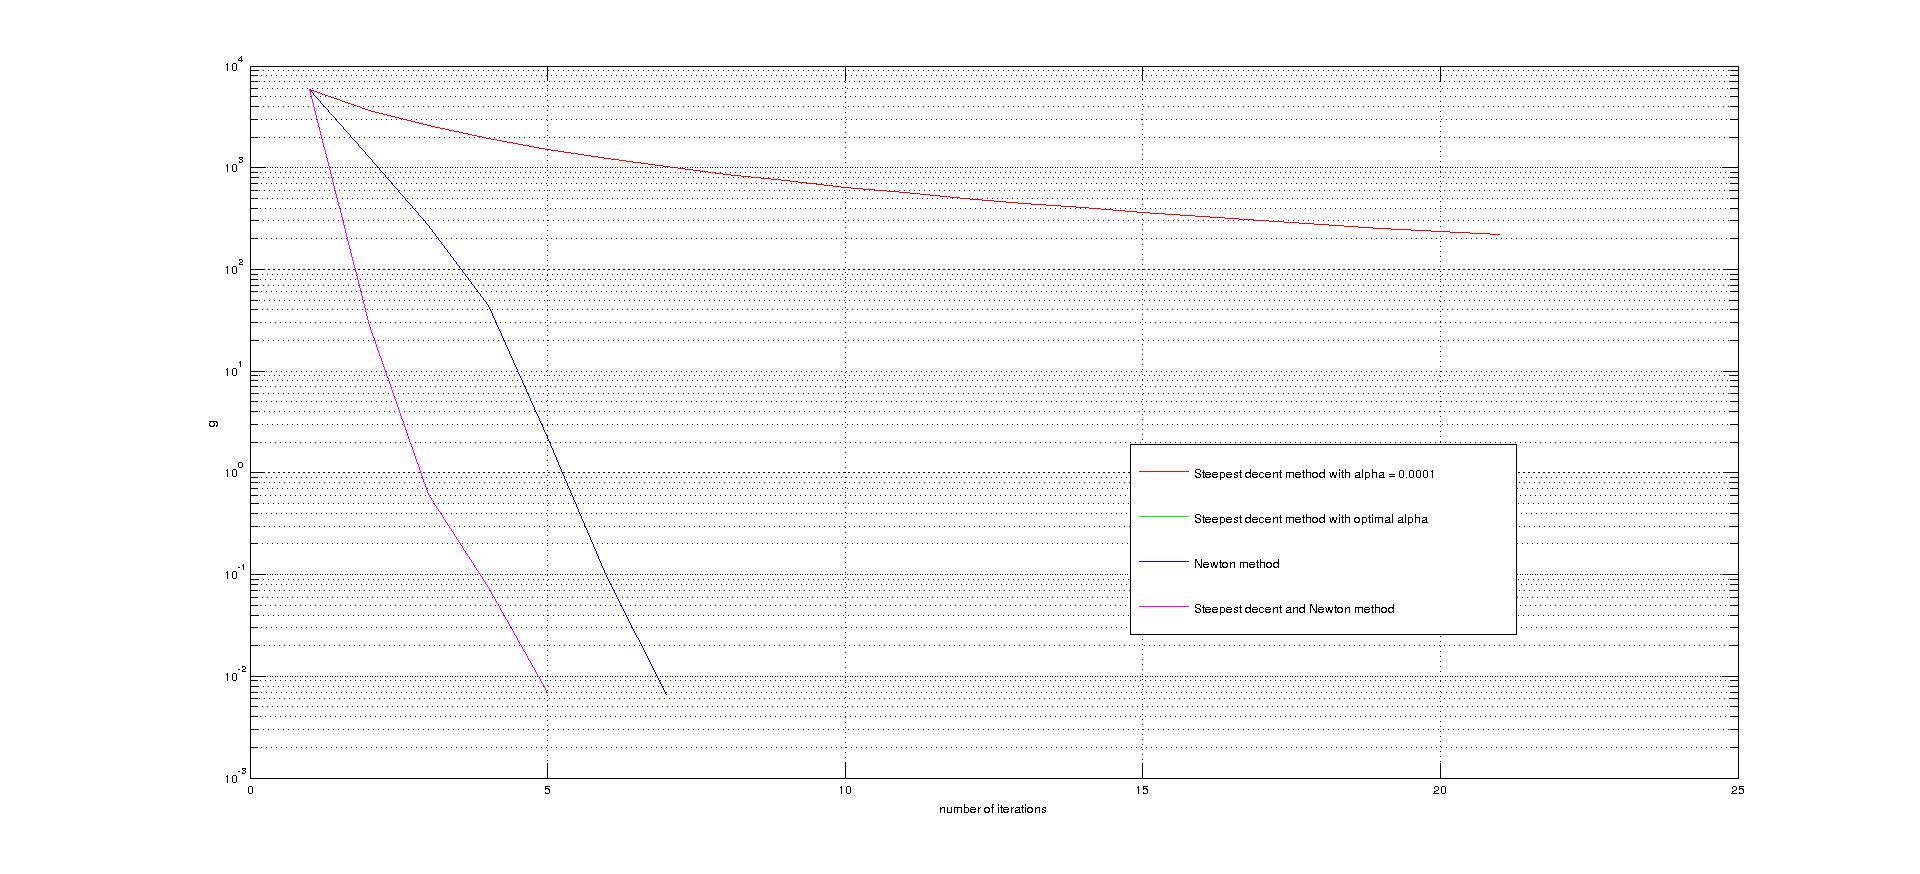 10^4
10^3
10^2
10^1
10^0
10^-1
10^-2
10^-3
g
0 5 10 15 20 25
number of iterations
Steepest decent method with alpha = 0.0001
Steepest decent method with optimal alpha
Newton method
Steepest decent and Newton method